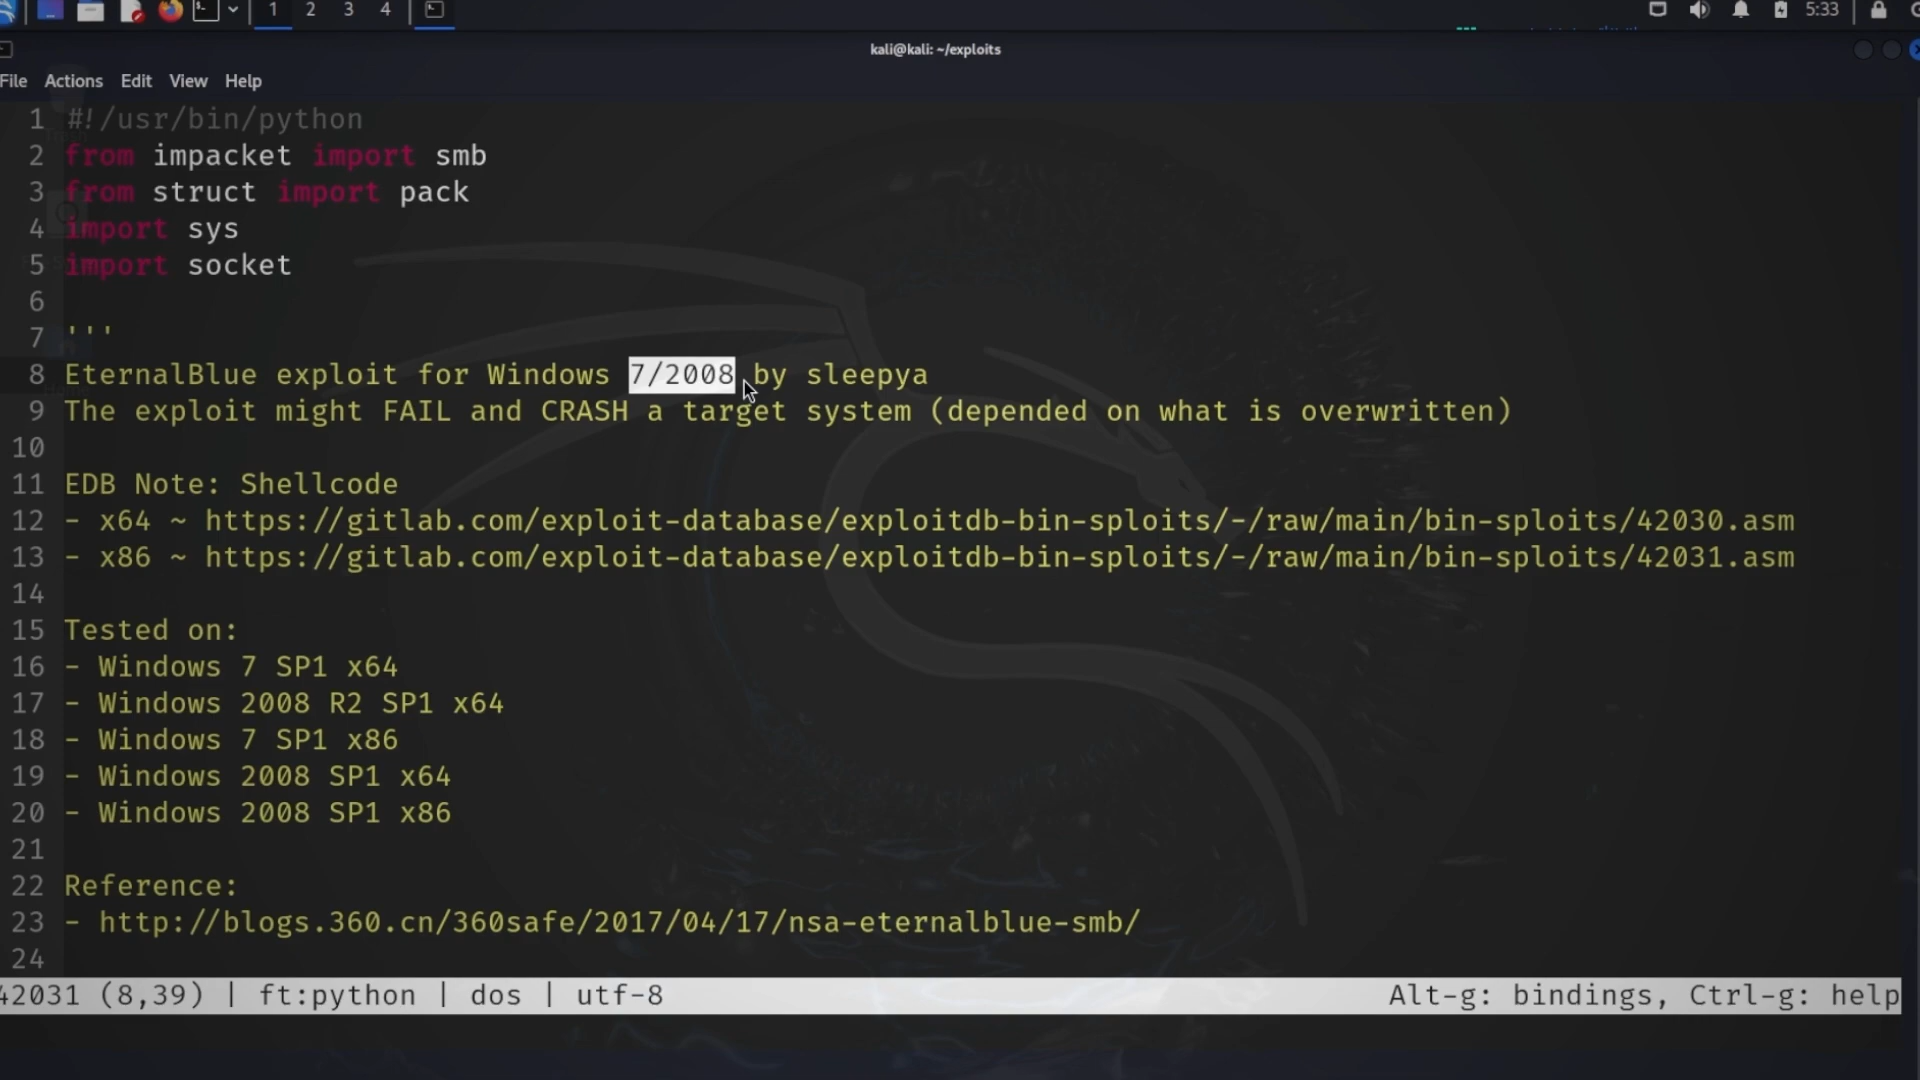 1 2 3 4 5:33
kali@kali: ~/exploits
File Actions Edit View Help
1 #!/usr/bin/python
2 from impacket import smb
3 from struct import pack
4 import sys
5 import socket
6
7 '''
8 EternalBlue exploit for Windows 7/2008 by sleepya
9 The exploit might FAIL and CRASH a target system (depended on what is overwritten)
10
11 EDB Note: Shellcode
12 - x64 ~ https://gitlab.com/exploit-database/exploitdb-bin-sploits/-/raw/main/bin-sploits/42030.asm
13 - x86 ~ https://gitlab.com/exploit-database/exploitdb-bin-sploits/-/raw/main/bin-sploits/42031.asm
14
15 Tested on:
16 - Windows 7 SP1 x64
17 - Windows 2008 R2 SP1 x64
18 - Windows 7 SP1 x86
19 - Windows 2008 SP1 x64
20 - Windows 2008 SP1 x86
21
22 Reference:
23 - http://blogs.360.cn/360safe/2017/04/17/nsa-eternalblue-smb/
24
42031 (8,39) | ft:python | dos | utf-8 Alt-g: bindings, Ctrl-g: help